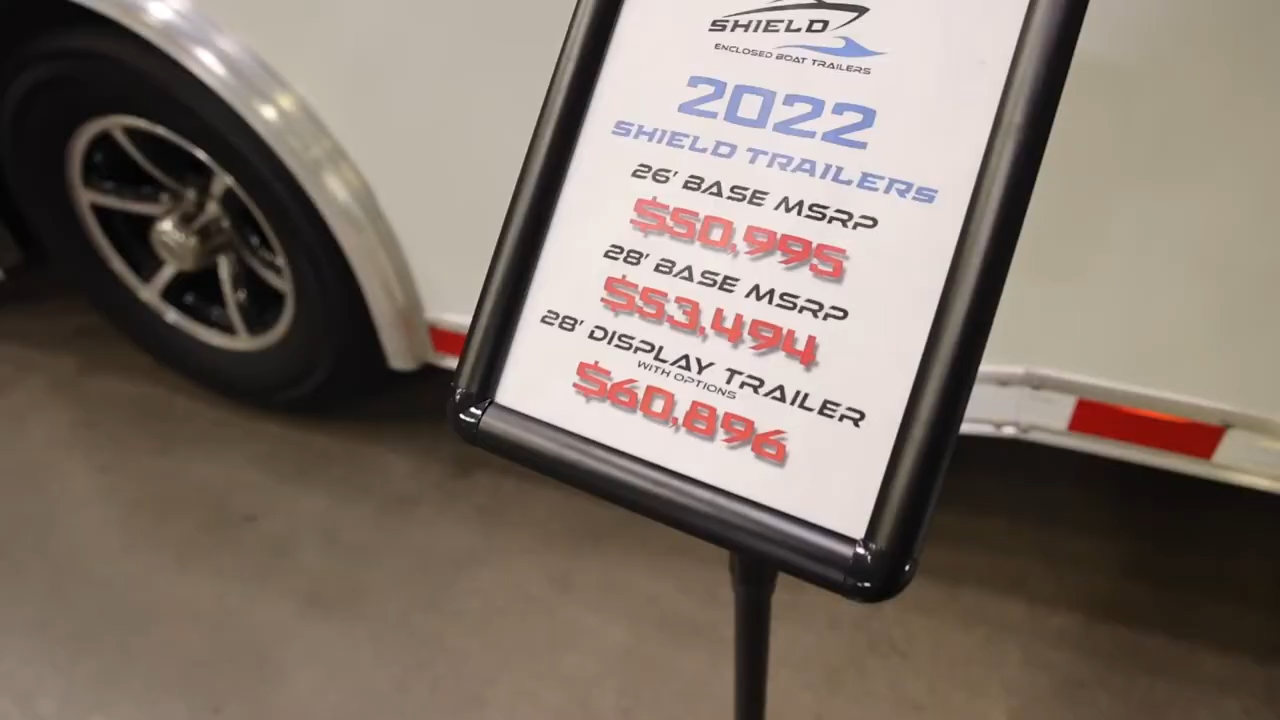 SHIELD
ENCLOSED BOAT TRAILERS
2022
SHIELD TRAILERS
26' BASE MSRP
$50,995
28' BASE MSRP
$53,494
28' DISPLAY TRAILER
WITH OPTIONS
$60,896